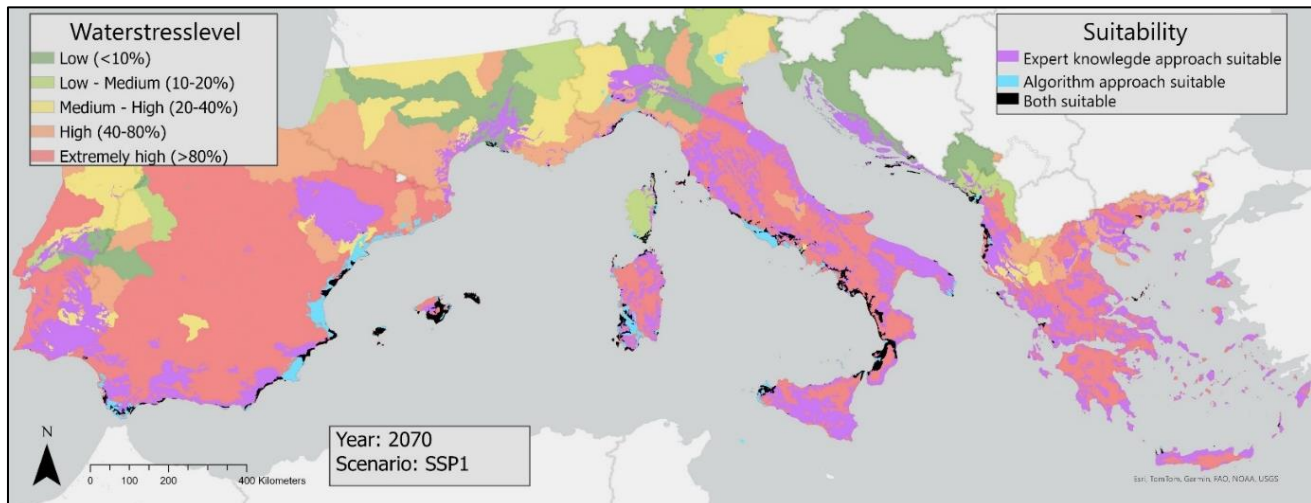 Waterstresslevel
Low (<10%)
Low - Medium (10-20%)
Medium - High (20-40%)
High (40-80%)
Extremely high (>80%)
Suitability
Expert knowlegde approach suitable
Algorithm approach suitable
Both suitable
N
0 100 200 400 Kilometers
Year: 2070
Scenario: SSP1
Esri, TomTom, Garmin, FAO, NOAA, USGS